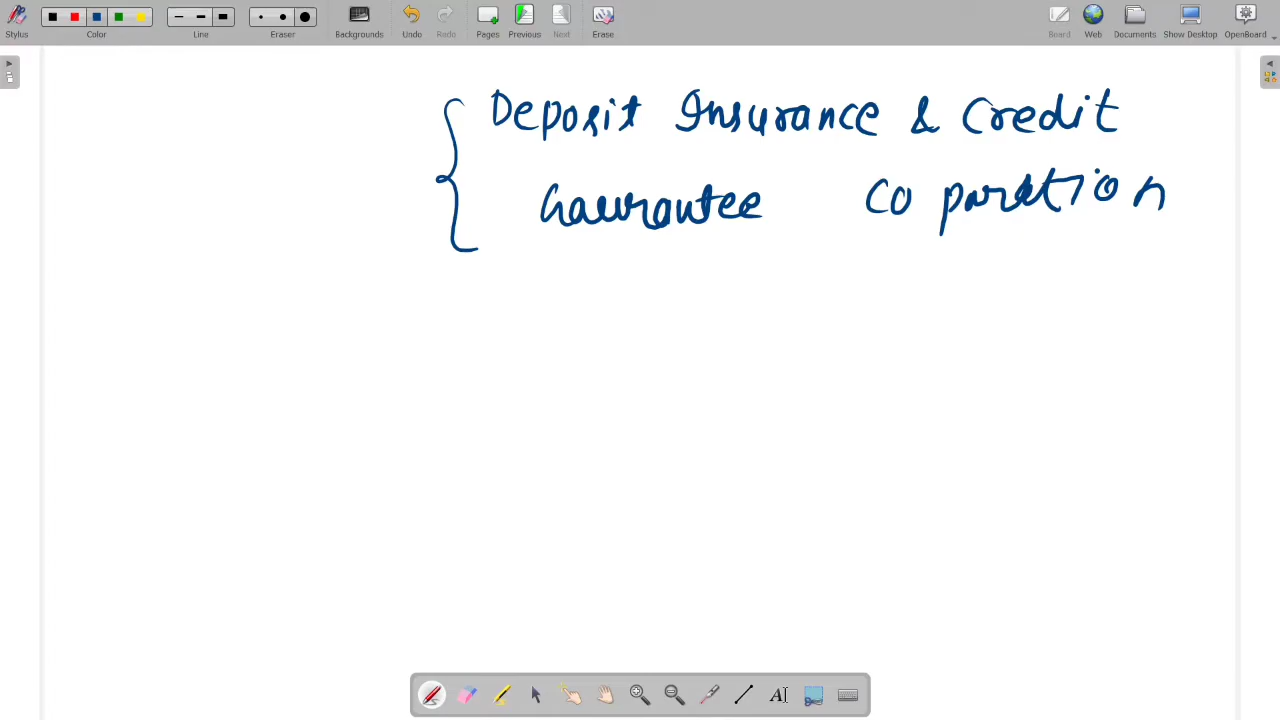 Stylus
Color
Line
Eraser
Backgrounds
Undo
Redo
Pages
Previous
Next
Erase
Board
Web
Documents
Show Desktop
OpenBoard
Deposit Insurance & Credit
Gaurantee Co paration